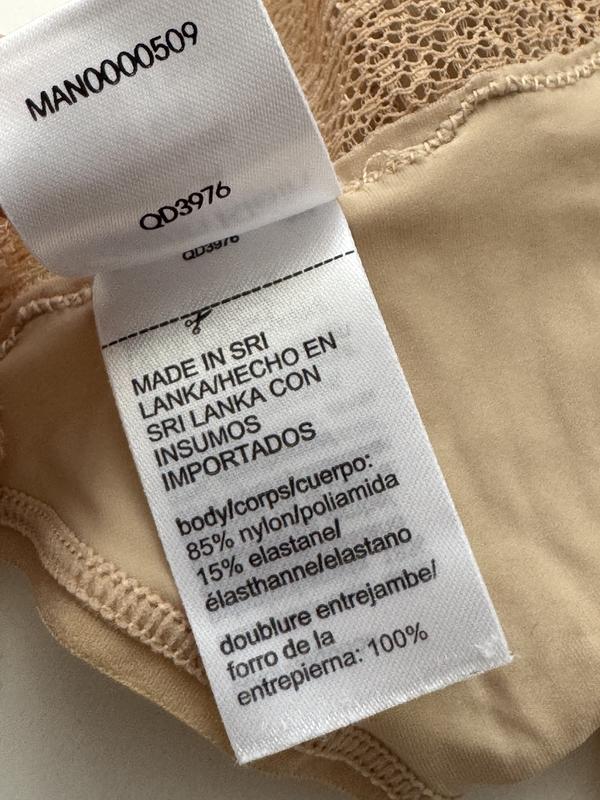 MAN0000509
QD3976
QD3976
MADE IN SRI
LANKA/HECHO EN
SRI LANKA CON
INSUMOS
IMPORTADOS
body/corps/cuerpo:
85% nylon/poliamida
15% elastane/
élasthanne/elastano
doublure entrejambe/
forro de la
entrepierna: 100%